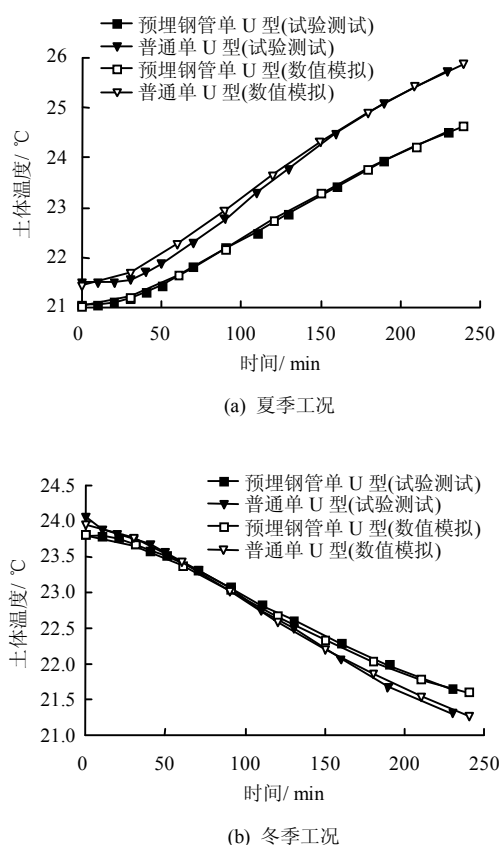 预埋钢管单 U 型(试验测试)
普通单 U 型(试验测试)
预埋钢管单 U 型(数值模拟)
普通单 U 型(数值模拟)
26
25
24
23
22
21
土体温度/ ℃
0 50 100 150 200 250
时间/ min
(a) 夏季工况
预埋钢管单 U 型(试验测试)
普通单 U 型(试验测试)
预埋钢管单 U 型(数值模拟)
普通单 U 型(数值模拟)
24.5
24.0
23.5
23.0
22.5
22.0
21.5
21.0
土体温度/ ℃
0 50 100 150 200 250
时间/ min
(b) 冬季工况